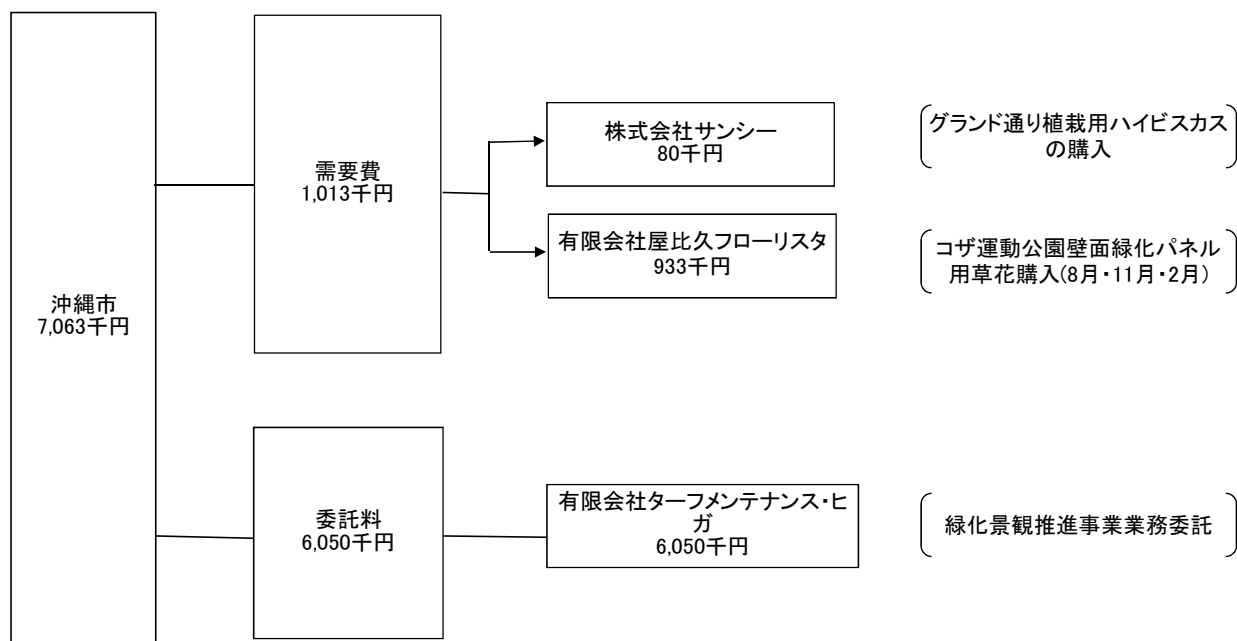 沖縄市
7,063千円
需要費
1,013千円
株式会社サンシー
80千円
グランド通り植栽用ハイビスカス
の購入
有限会社屋比久フローリスタ
933千円
コザ運動公園壁面緑化パネル
用草花購入(8月・11月・2月)
委託料
6,050千円
有限会社ターフメンテナンス・ヒ
ガ
6,050千円
緑化景観推進事業業務委託